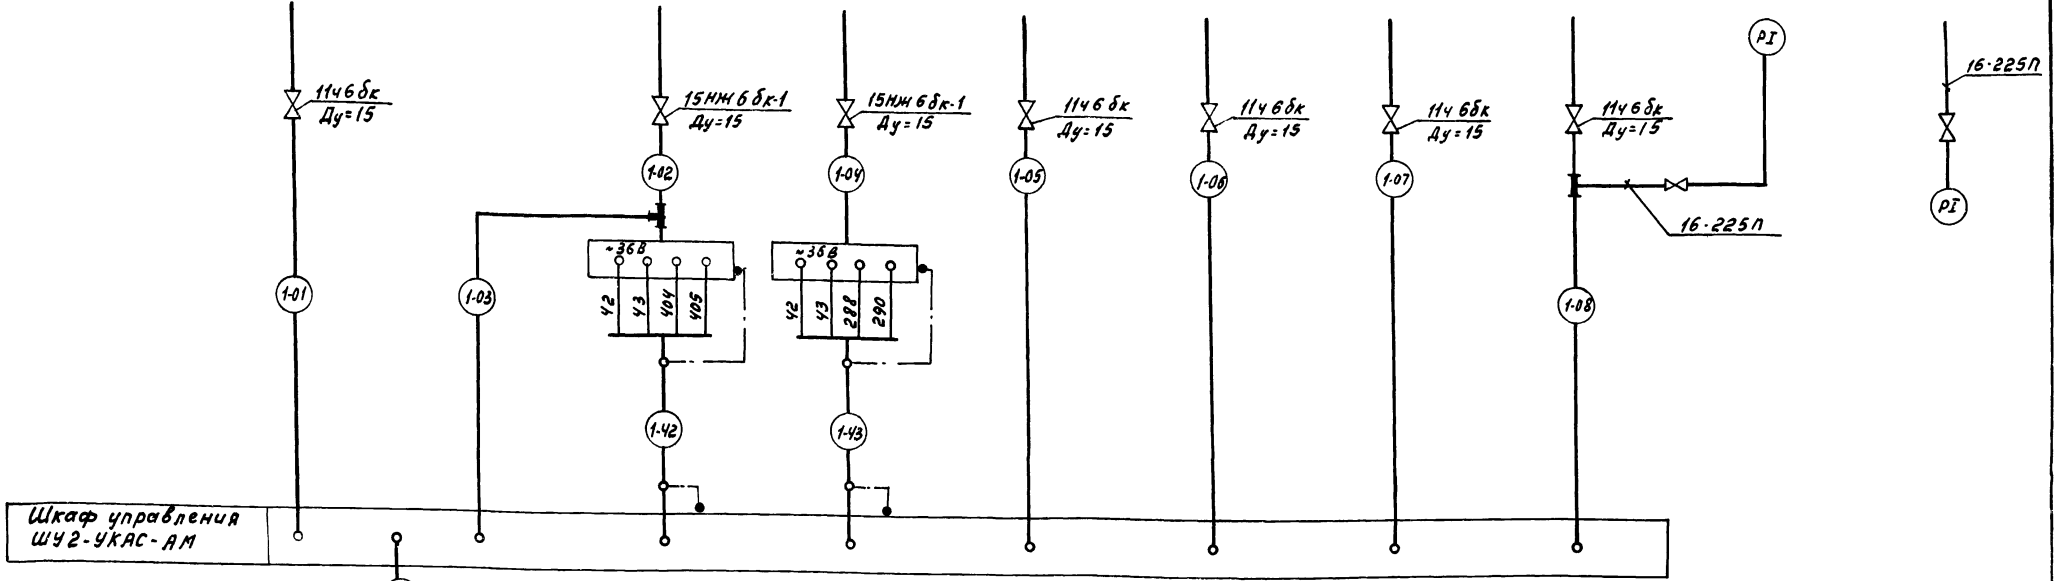 11ч6бк
Ду=15
15нж6бк-1
Ду=15
15нж6бк-1
Ду=15
11ч6бк
Ду=15
11ч6бк
Ду=15
11ч6бк
Ду=15
11ч6бк
Ду=15
PI
16-225П
1-02
1-04
1-05
1-06
1-07
PI
16-225П
~36В
~36В
1-01
1-03
42
43
404
405
42
43
288
290
1-08
1-42
1-43
Шкаф управления
ШУ2-УКАС-АМ